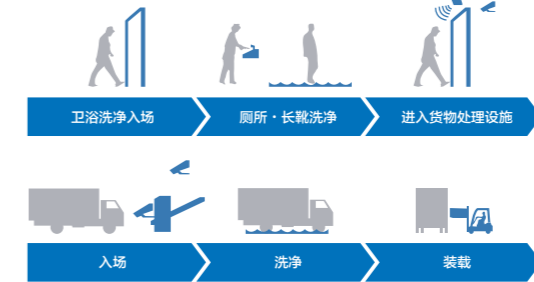 卫浴洗净入场
厕所・长靴洗净
进入货物处理设施
入场
洗净
装载